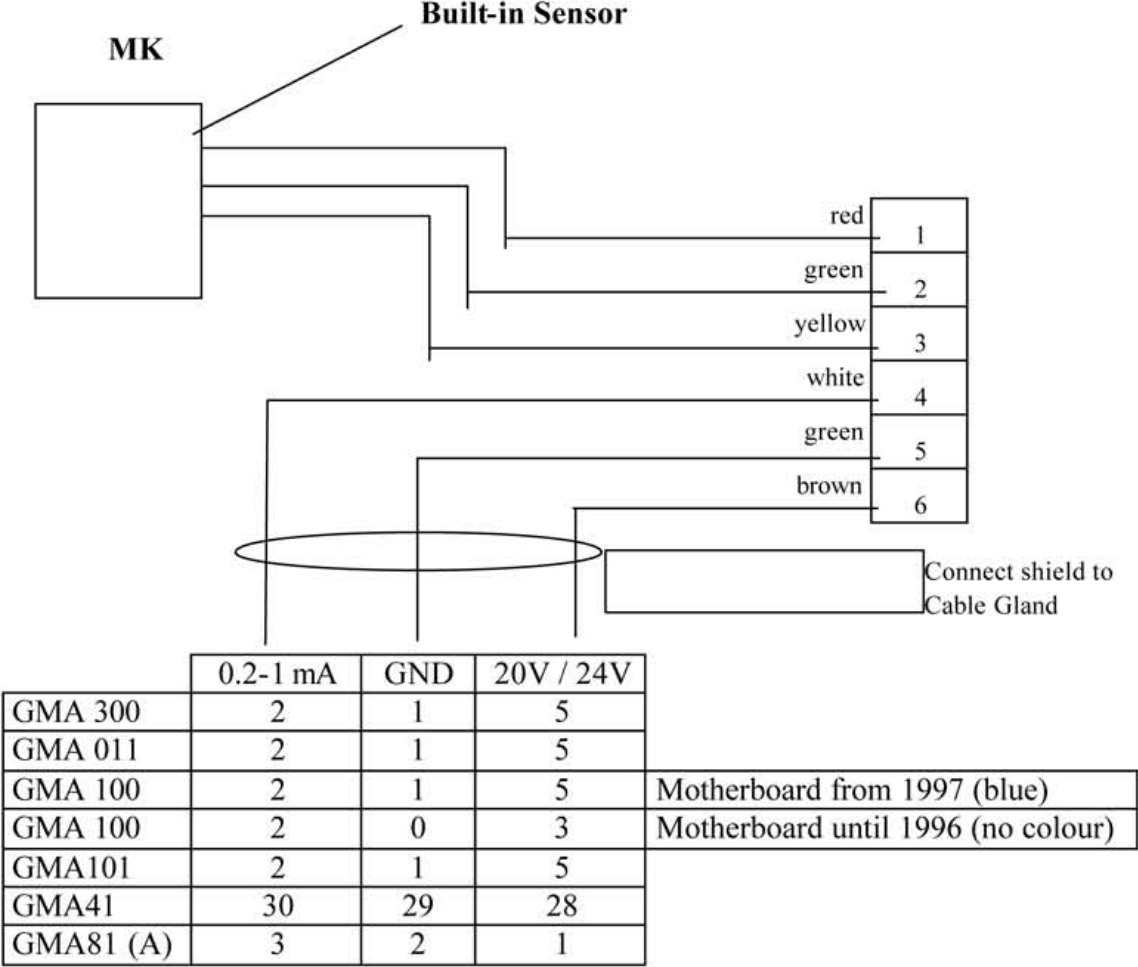 Built-in Sensor
MK
red
1
green
2
yellow
3
white
4
green
5
brown
6
Connect shield to
Cable Gland
0.2-1 mA GND 20V / 24V
GMA 300 2 1 5
GMA 011 2 1 5
GMA 100 2 1 5 Motherboard from 1997 (blue)
GMA 100 2 0 3 Motherboard until 1996 (no colour)
GMA101 2 1 5
GMA41 30 29 28
GMA81 (A) 3 2 1